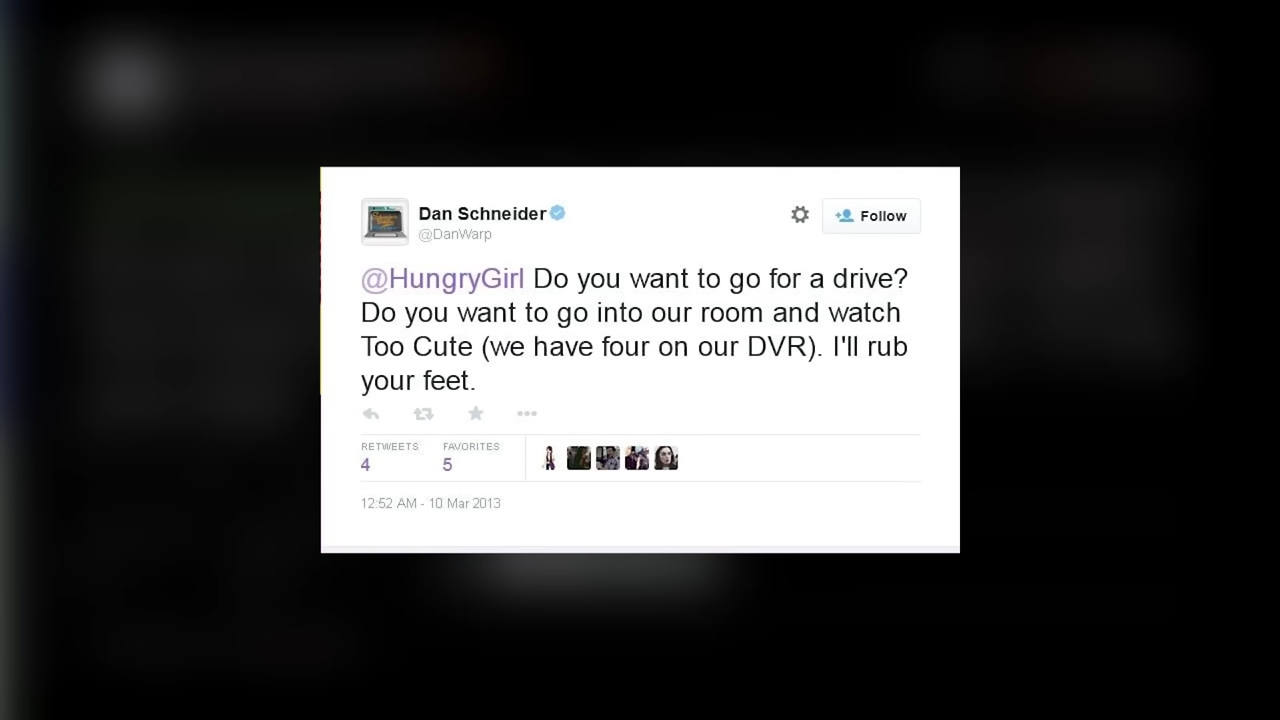 Dan Schneider
@DanWarp
Follow
@HungryGirl Do you want to go for a drive?
Do you want to go into our room and watch
Too Cute (we have four on our DVR). I'll rub
your feet.
RETWEETS FAVORITES
4 5
12:52 AM - 10 Mar 2013